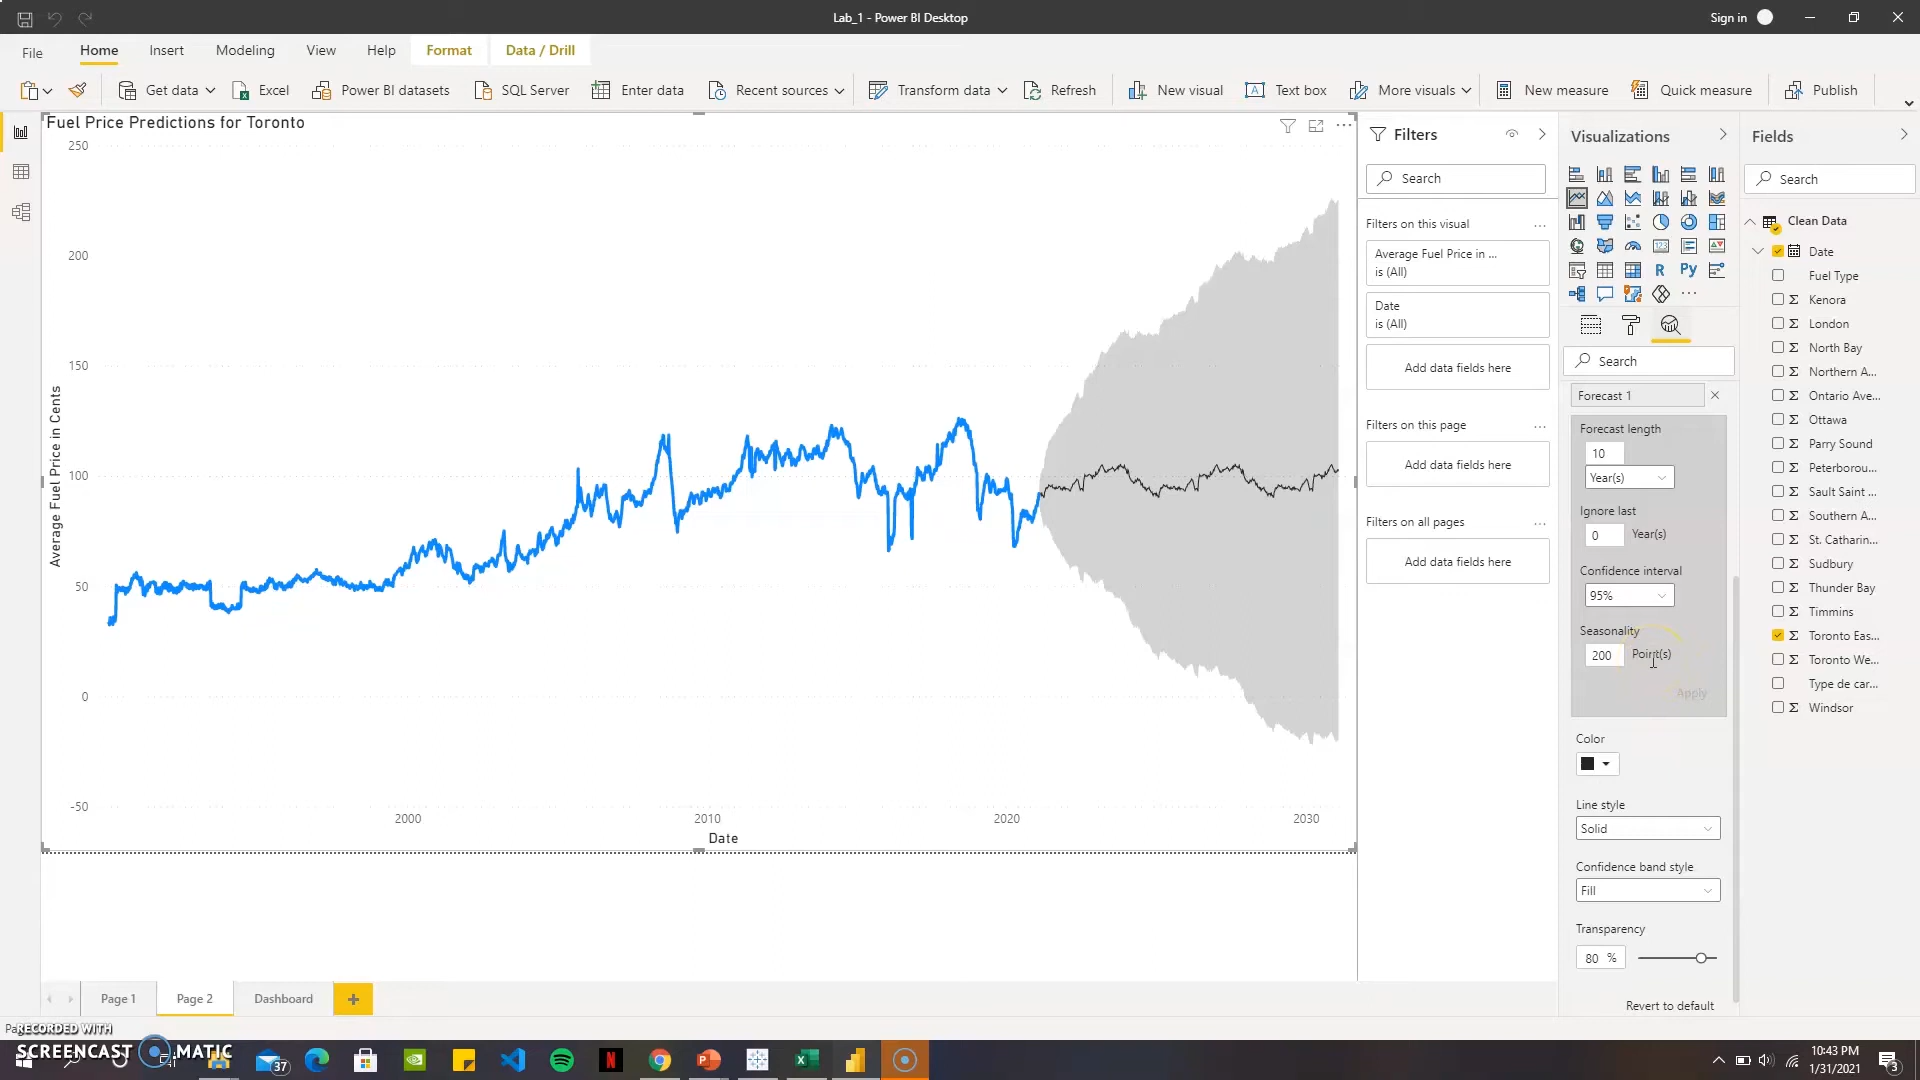 Lab_1 - Power BI Desktop
Sign in
File
Home
Insert
Modeling
View
Help
Format
Data / Drill
Get data
Excel
Power BI datasets
SQL Server
Enter data
Recent sources
Transform data
Refresh
New visual
Text box
More visuals
New measure
Quick measure
Publish
Fuel Price Predictions for Toronto
250
200
150
100
50
0
-50
Average Fuel Price in Cents
2000
2010
2020
2030
Date
Filters
Search
Filters on this visual
...
Average Fuel Price in ...
is (All)
Date
is (All)
Add data fields here
Filters on this page
...
Add data fields here
Filters on all pages
...
Add data fields here
Visualizations
123
R
Py
...
Search
Forecast 1
Forecast length
10
Year(s)
Ignore last
0 Year(s)
Confidence interval
95%
Seasonality
200 Point(s)
Apply
Color
Line style
Solid
Confidence band style
Fill
Transparency
80 %
Revert to default
Fields
Search
Clean Data
Date
Fuel Type
Σ Kenora
Σ London
Σ North Bay
Σ Northern A...
Σ Ontario Ave...
Σ Ottawa
Σ Parry Sound
Σ Peterborou...
Σ Sault Saint ...
Σ Southern A...
Σ St. Catharin...
Σ Sudbury
Σ Thunder Bay
Σ Timmins
Σ Toronto Eas...
Σ Toronto We...
Type de car...
Σ Windsor
Page 1
Page 2
Dashboard
+
RECORDED WITH
SCREENCAST MATIC
37
N
10:43 PM
1/31/2021
3